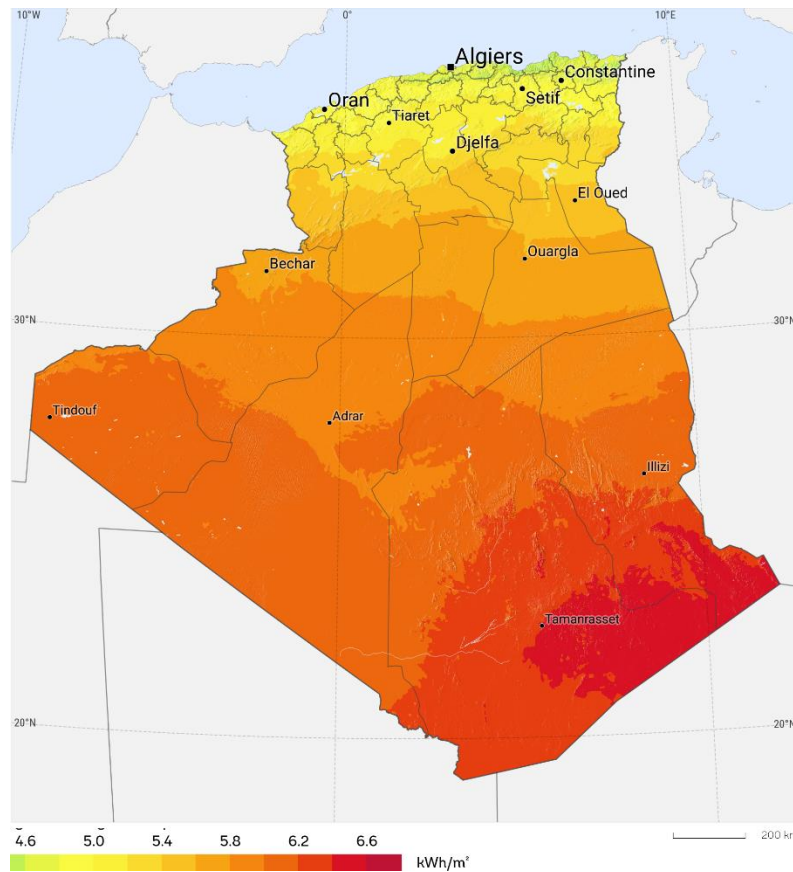 10°W 0° 10°E
Algiers
Constantine
Oran
Setif
Tiaret
Djelfa
El Oued
Ouargla
Bechar
30°N 30°N
Tindouf
Adrar
Illizi
Tamanrasset
20°N 20°N
4.6 5.0 5.4 5.8 6.2 6.6
200 km
kWh/m²